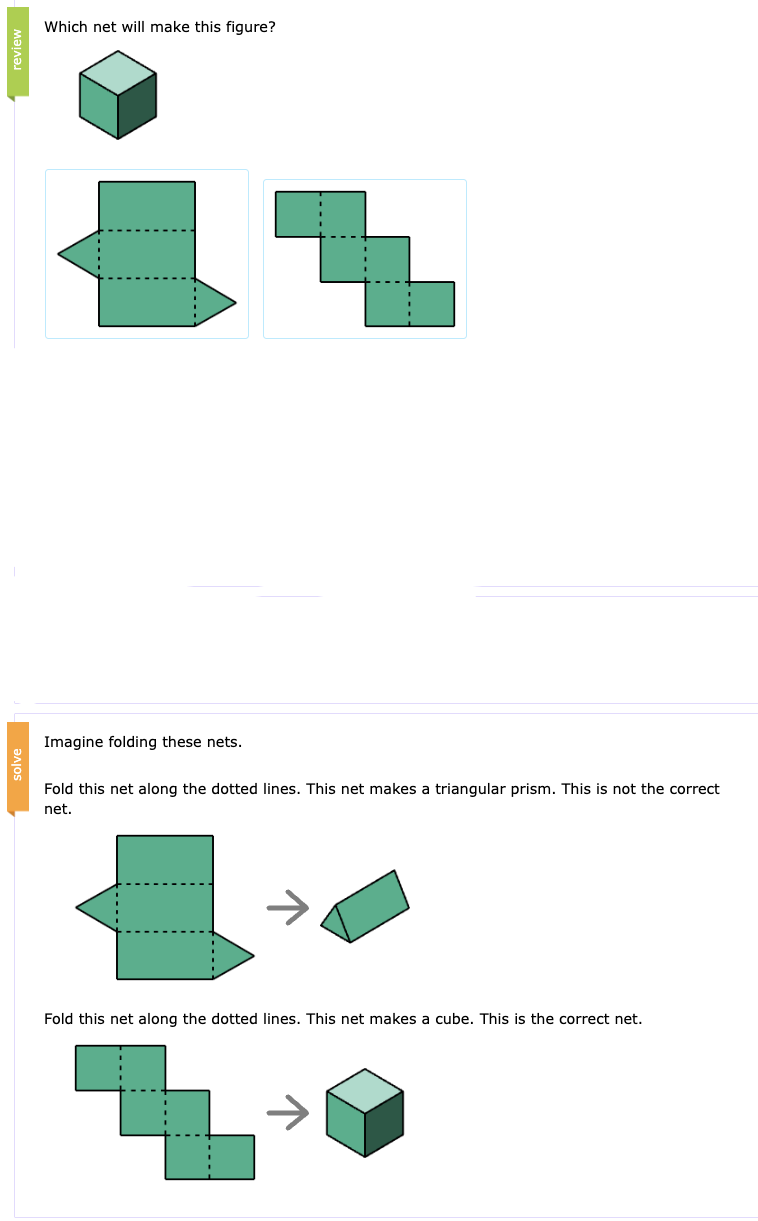 review
Which net will make this figure?
solve
Imagine folding these nets.
Fold this net along the dotted lines. This net makes a triangular prism. This is not the correct
net.
Fold this net along the dotted lines. This net makes a cube. This is the correct net.